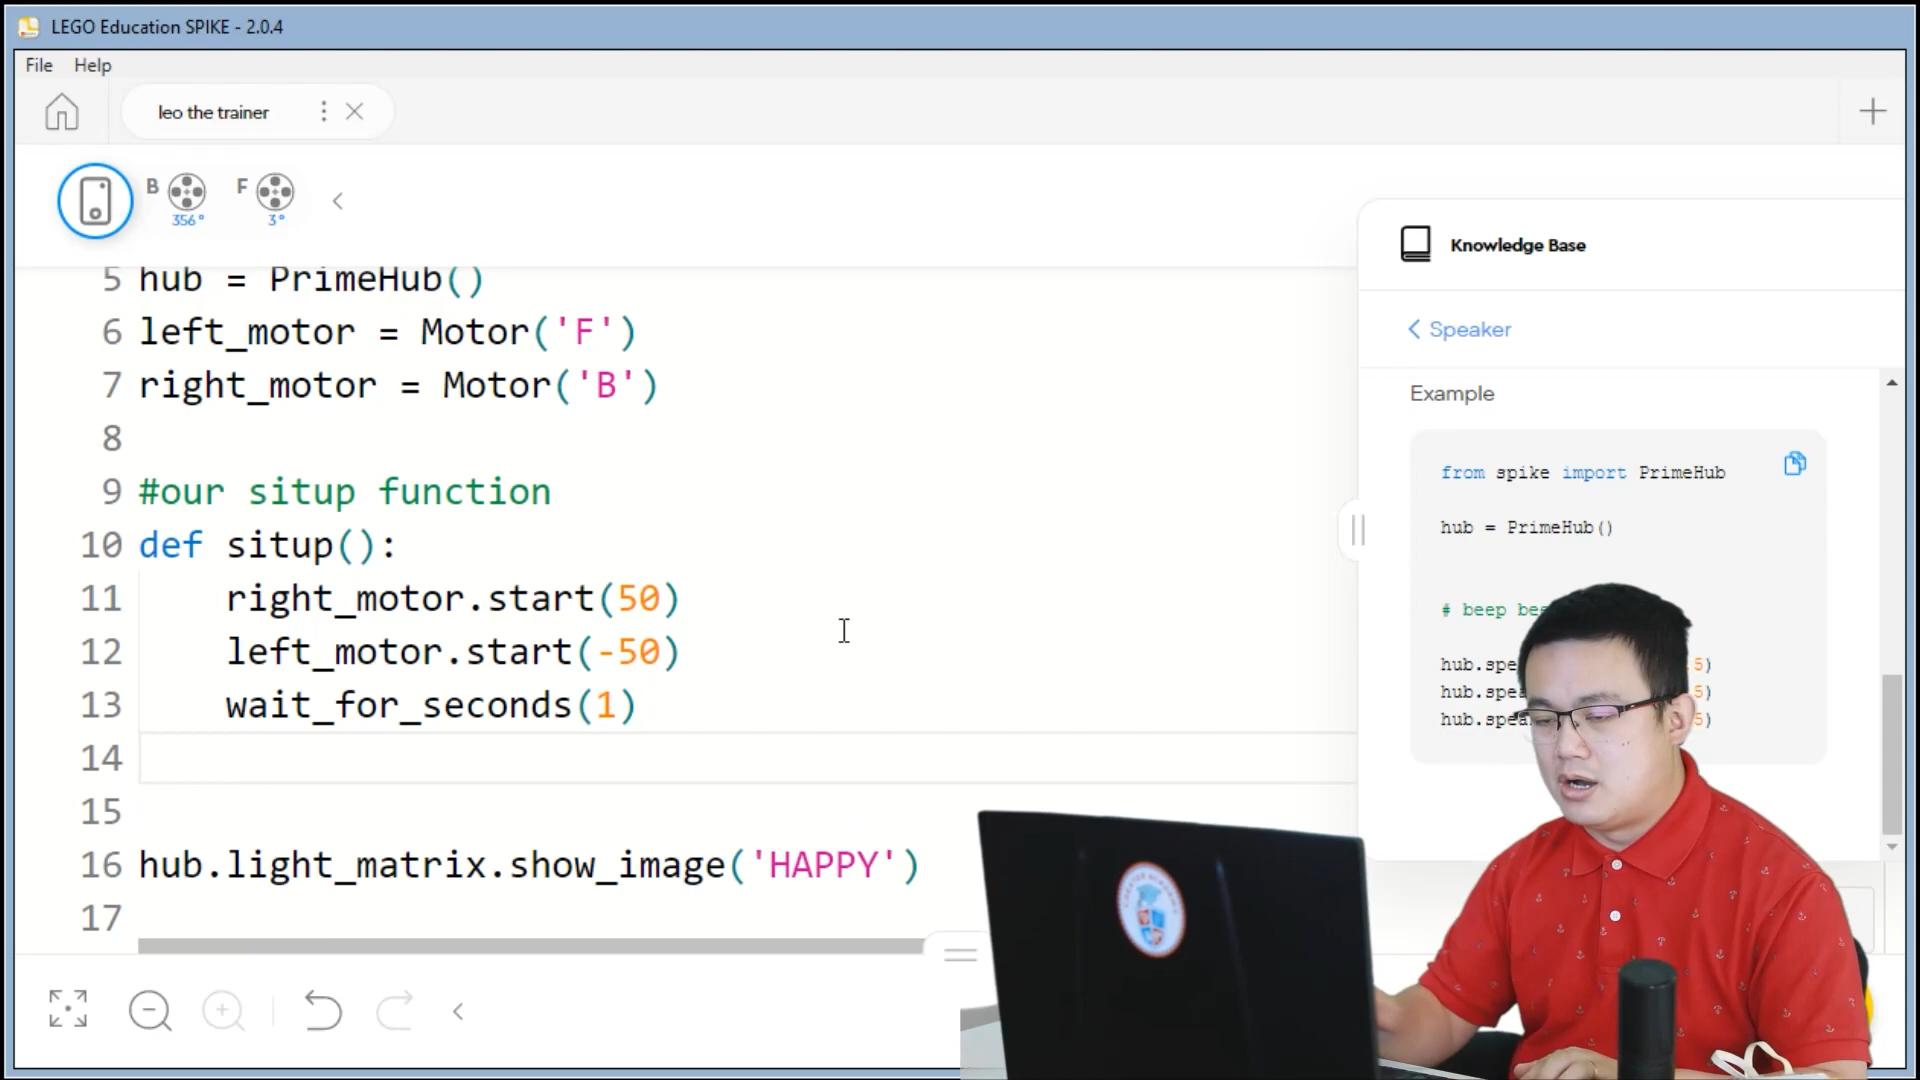 LEGO Education SPIKE - 2.0.4
File Help
leo the trainer
B 356° F 3°
5 hub = PrimeHub()
6 left_motor = Motor('F')
7 right_motor = Motor('B')
8
9 #our situp function
10 def situp():
11 right_motor.start(50)
12 left_motor.start(-50)
13 wait_for_seconds(1)
14
15
16 hub.light_matrix.show_image('HAPPY')
17
Knowledge Base
Speaker
Example
from spike import PrimeHub
hub = PrimeHub()
# beep
5)
5)
5)